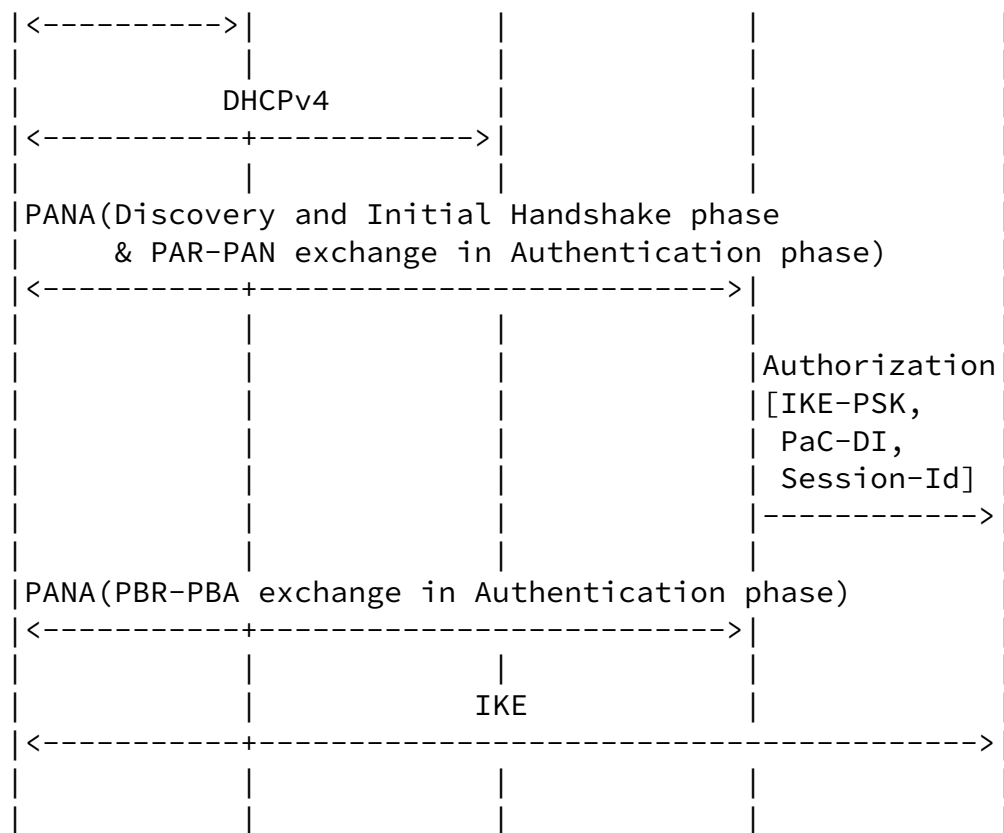 DHCPv4
PANA(Discovery and Initial Handshake phase
& PAR-PAN exchange in Authentication phase)
Authorization
[IKE-PSK,
PaC-DI,
Session-Id]
PANA(PBR-PBA exchange in Authentication phase)
IKE